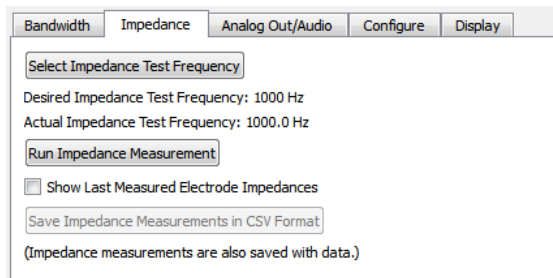 Bandwidth Impedance Analog Out/Audio Configure Display
Select Impedance Test Frequency
Desired Impedance Test Frequency: 1000 Hz
Actual Impedance Test Frequency: 1000.0 Hz
Run Impedance Measurement
Show Last Measured Electrode Impedances
Save Impedance Measurements in CSV Format
(Impedance measurements are also saved with data.)